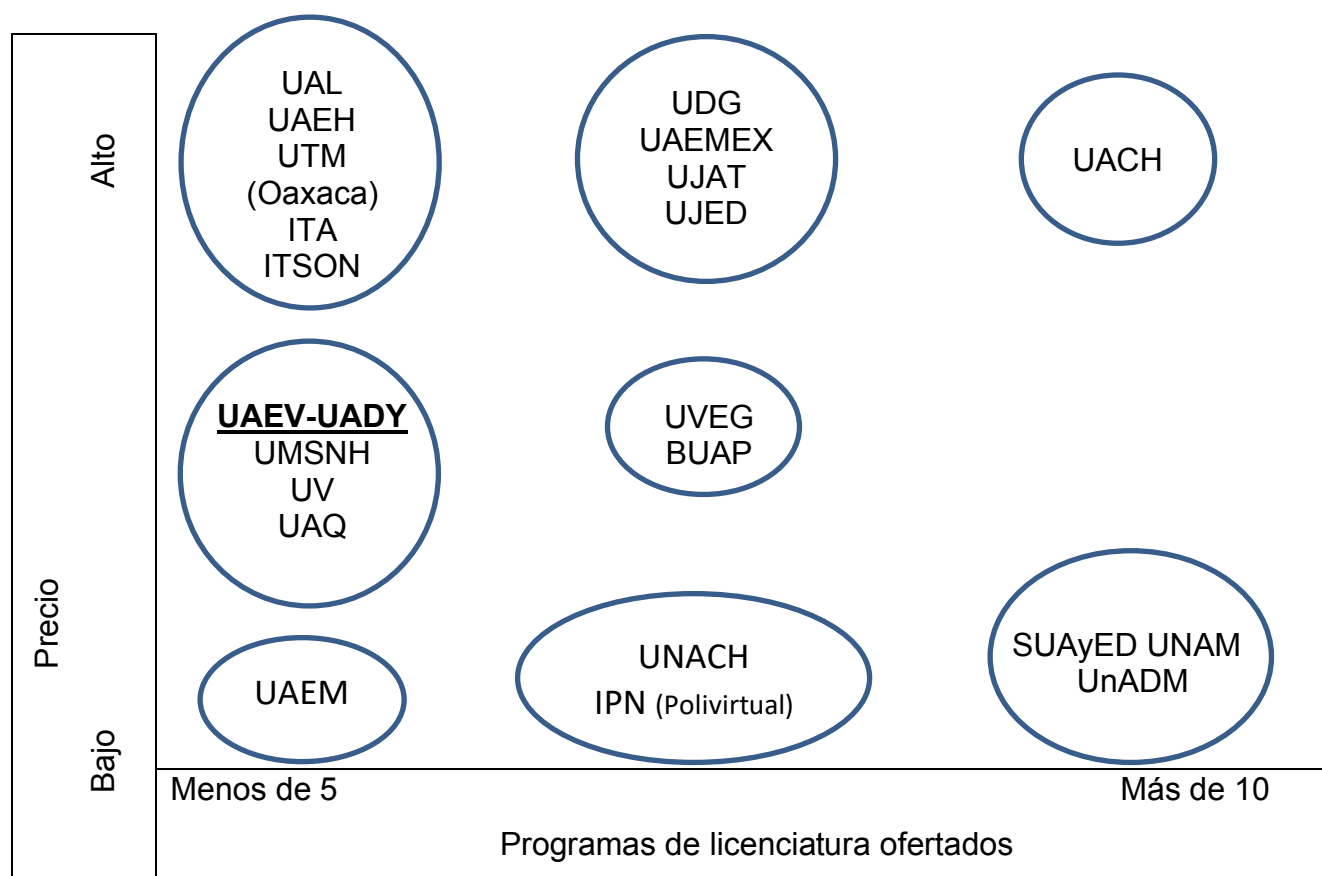 Alto
Precio
Bajo
UAL
UAEH
UTM
(Oaxaca)
ITA
ITSON
UDG
UAEMEX
UJAT
UJED
UACH
UAEV-UADY
UMSNH
UV
UAQ
UVEG
BUAP
UAEM
UNACH
IPN (Polivirtual)
SUAyED UNAM
UnADM
Menos de 5
Más de 10
Programas de licenciatura ofertados